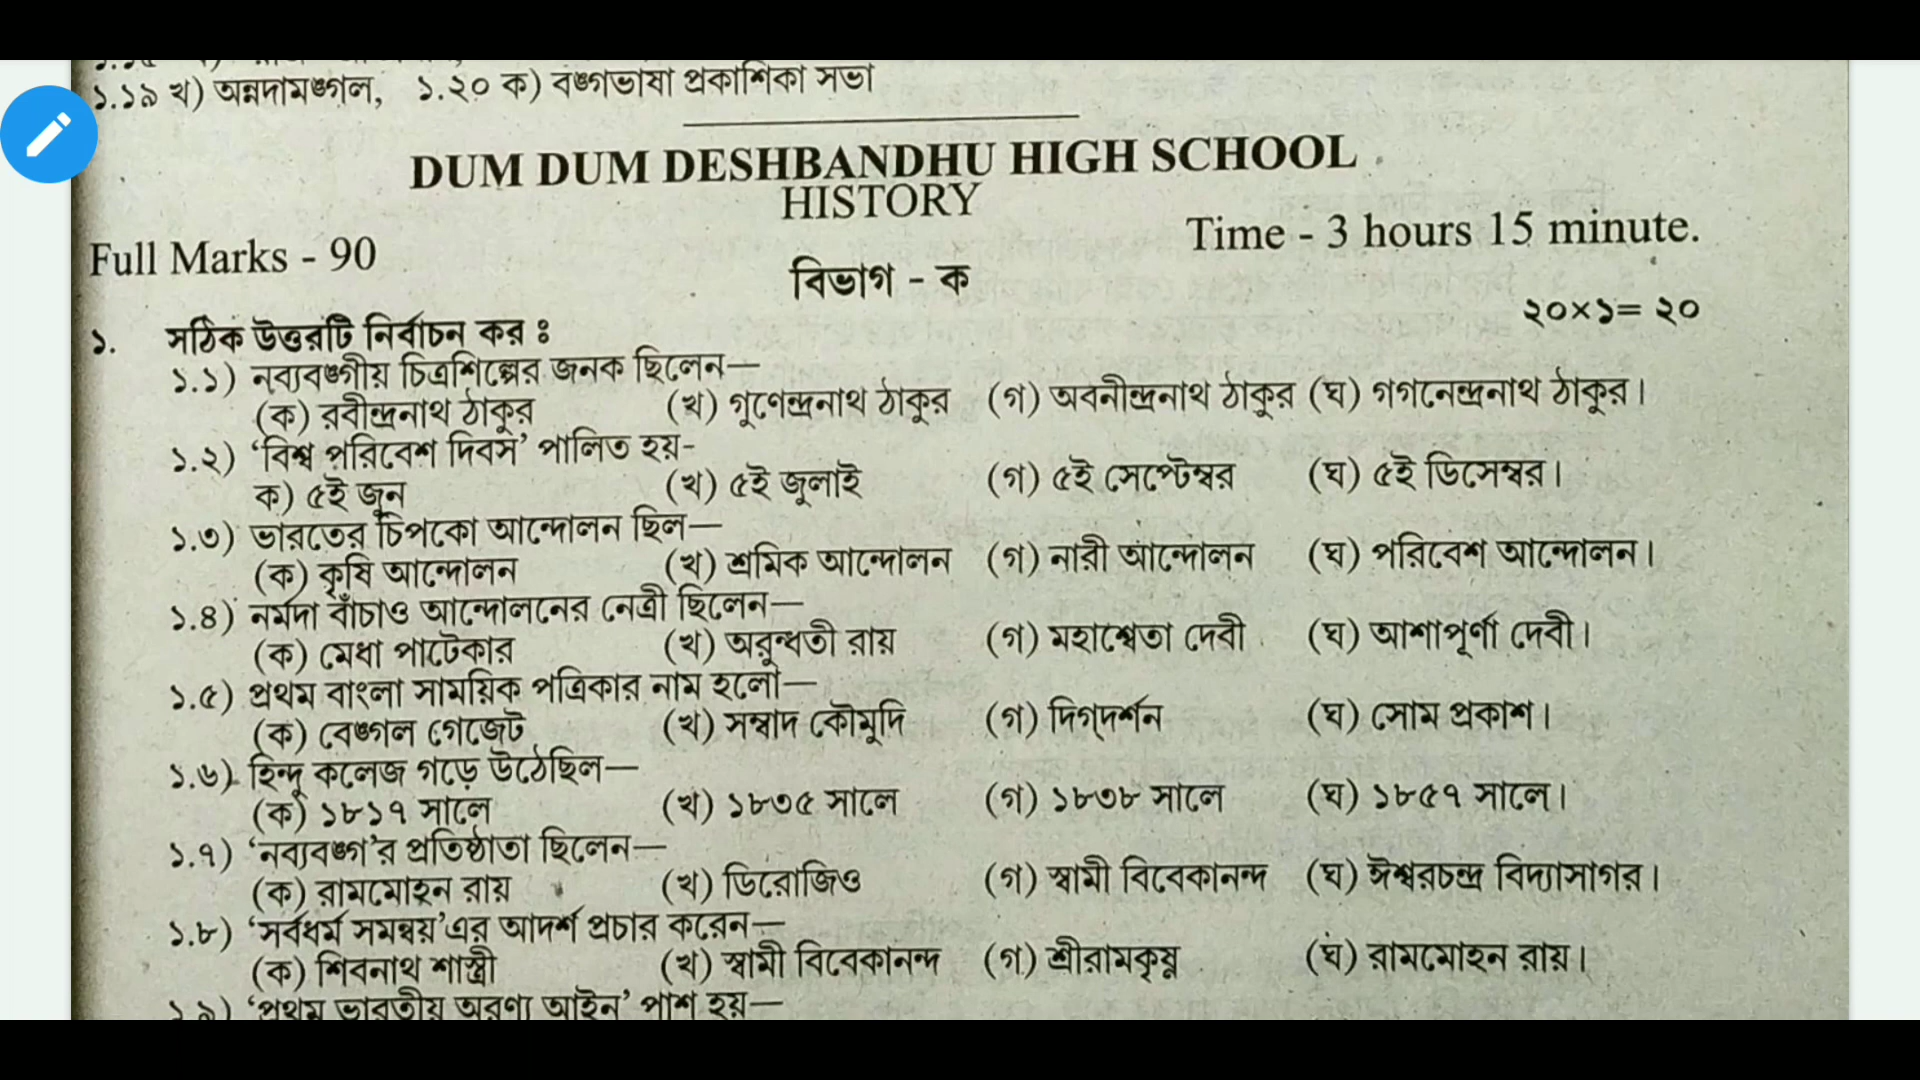 ১.১৯ খ) অন্নদামঙ্গল, ১.২০ ক) বঙ্গভাষা প্রকাশিকা সভা
DUM DUM DESHBANDHU HIGH SCHOOL
HISTORY
Full Marks - 90 Time - 3 hours 15 minute.
বিভাগ - ক
১. সঠিক উত্তরটি নির্বাচন কর ঃ ২০×১= ২০
১.১) নব্যবঙ্গীয় চিত্রশিল্পের জনক ছিলেন—
(ক) রবীন্দ্রনাথ ঠাকুর (খ) গুণেন্দ্রনাথ ঠাকুর (গ) অবনীন্দ্রনাথ ঠাকুর (ঘ) গগনেন্দ্রনাথ ঠাকুর।
১.২) ‘বিশ্ব পরিবেশ দিবস’ পালিত হয়-
ক) ৫ই জুন (খ) ৫ই জুলাই (গ) ৫ই সেপ্টেম্বর (ঘ) ৫ই ডিসেম্বর।
১.৩) ভারতের চিপকো আন্দোলন ছিল—
(ক) কৃষি আন্দোলন (খ) শ্রমিক আন্দোলন (গ) নারী আন্দোলন (ঘ) পরিবেশ আন্দোলন।
১.৪) নর্মদা বাঁচাও আন্দোলনের নেত্রী ছিলেন—
(ক) মেধা পাটেকার (খ) অরুন্ধতী রায় (গ) মহাশ্বেতা দেবী (ঘ) আশাপূর্ণা দেবী।
১.৫) প্রথম বাংলা সাময়িক পত্রিকার নাম হলো—
(ক) বেঙ্গল গেজেট (খ) সম্বাদ কৌমুদি (গ) দিগ্দর্শন (ঘ) সোম প্রকাশ।
১.৬) হিন্দু কলেজ গড়ে উঠেছিল—
(ক) ১৮১৭ সালে (খ) ১৮৩৫ সালে (গ) ১৮৩৮ সালে (ঘ) ১৮৫৭ সালে।
১.৭) ‘নব্যবঙ্গ’র প্রতিষ্ঠাতা ছিলেন—
(ক) রামমোহন রায় (খ) ডিরোজিও (গ) স্বামী বিবেকানন্দ (ঘ) ঈশ্বরচন্দ্র বিদ্যাসাগর।
১.৮) ‘সর্বধর্ম সমন্বয়’এর আদর্শ প্রচার করেন—
(ক) শিবনাথ শাস্ত্রী (খ) স্বামী বিবেকানন্দ (গ) শ্রীরামকৃষ্ণ (ঘ) রামমোহন রায়।
১.৯) ‘প্রথম ভারতীয় অরণ্য আইন’ পাশ হয়—